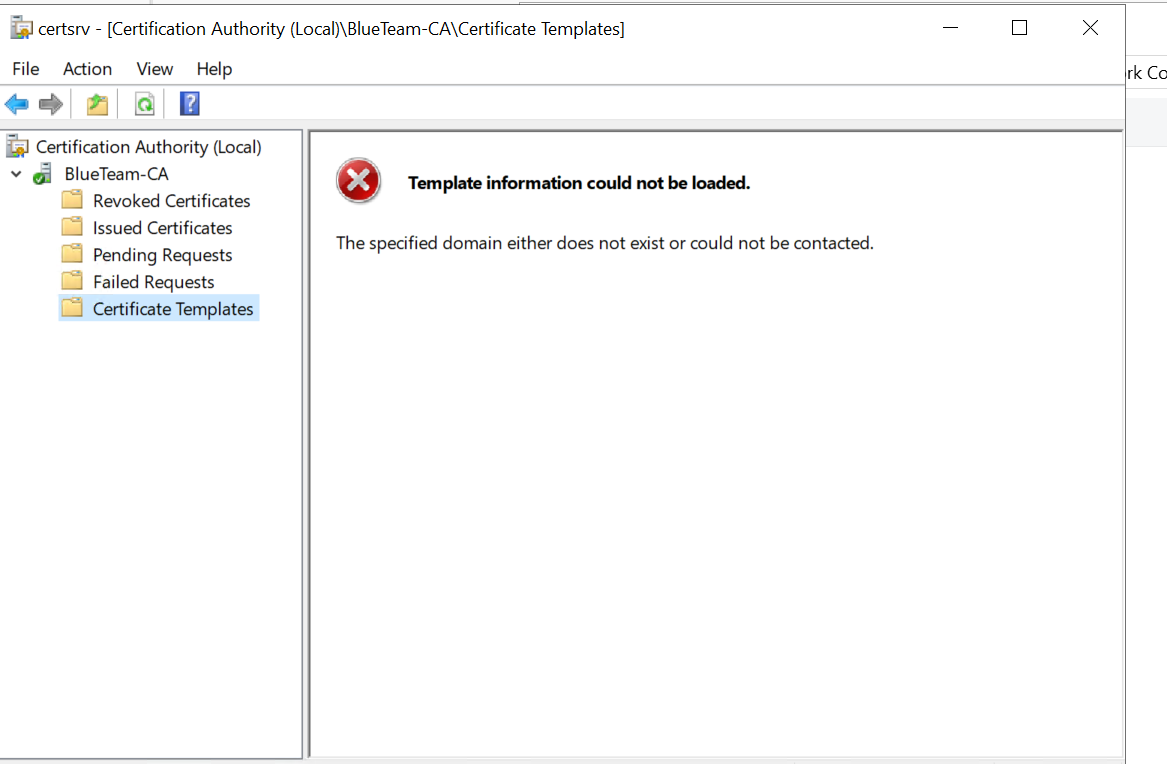 certsrv - [Certification Authority (Local)\BlueTeam-CA\Certificate Templates]
File Action View Help
rk Co
Certification Authority (Local)
BlueTeam-CA
Revoked Certificates
Issued Certificates
Pending Requests
Failed Requests
Certificate Templates
Template information could not be loaded.
The specified domain either does not exist or could not be contacted.